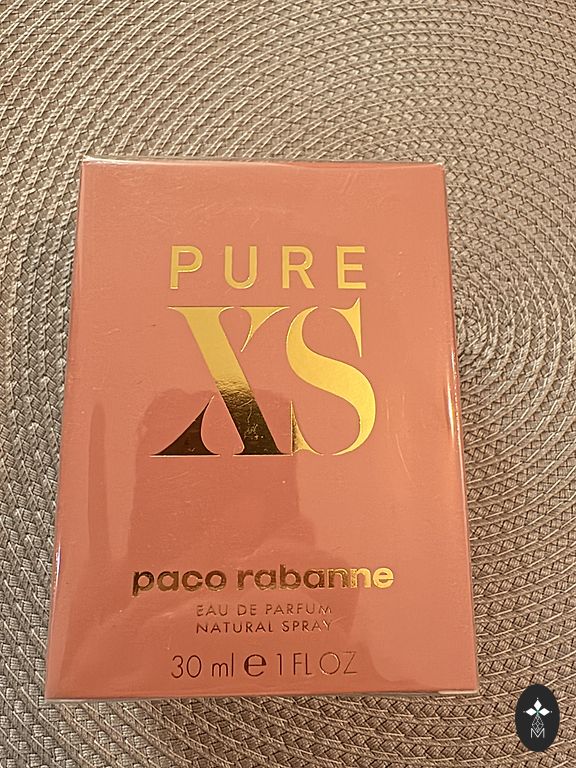 PURE
XS
paco rabanne
EAU DE PARFUM
NATURAL SPRAY
30 ml ℮ 1 FL OZ
M